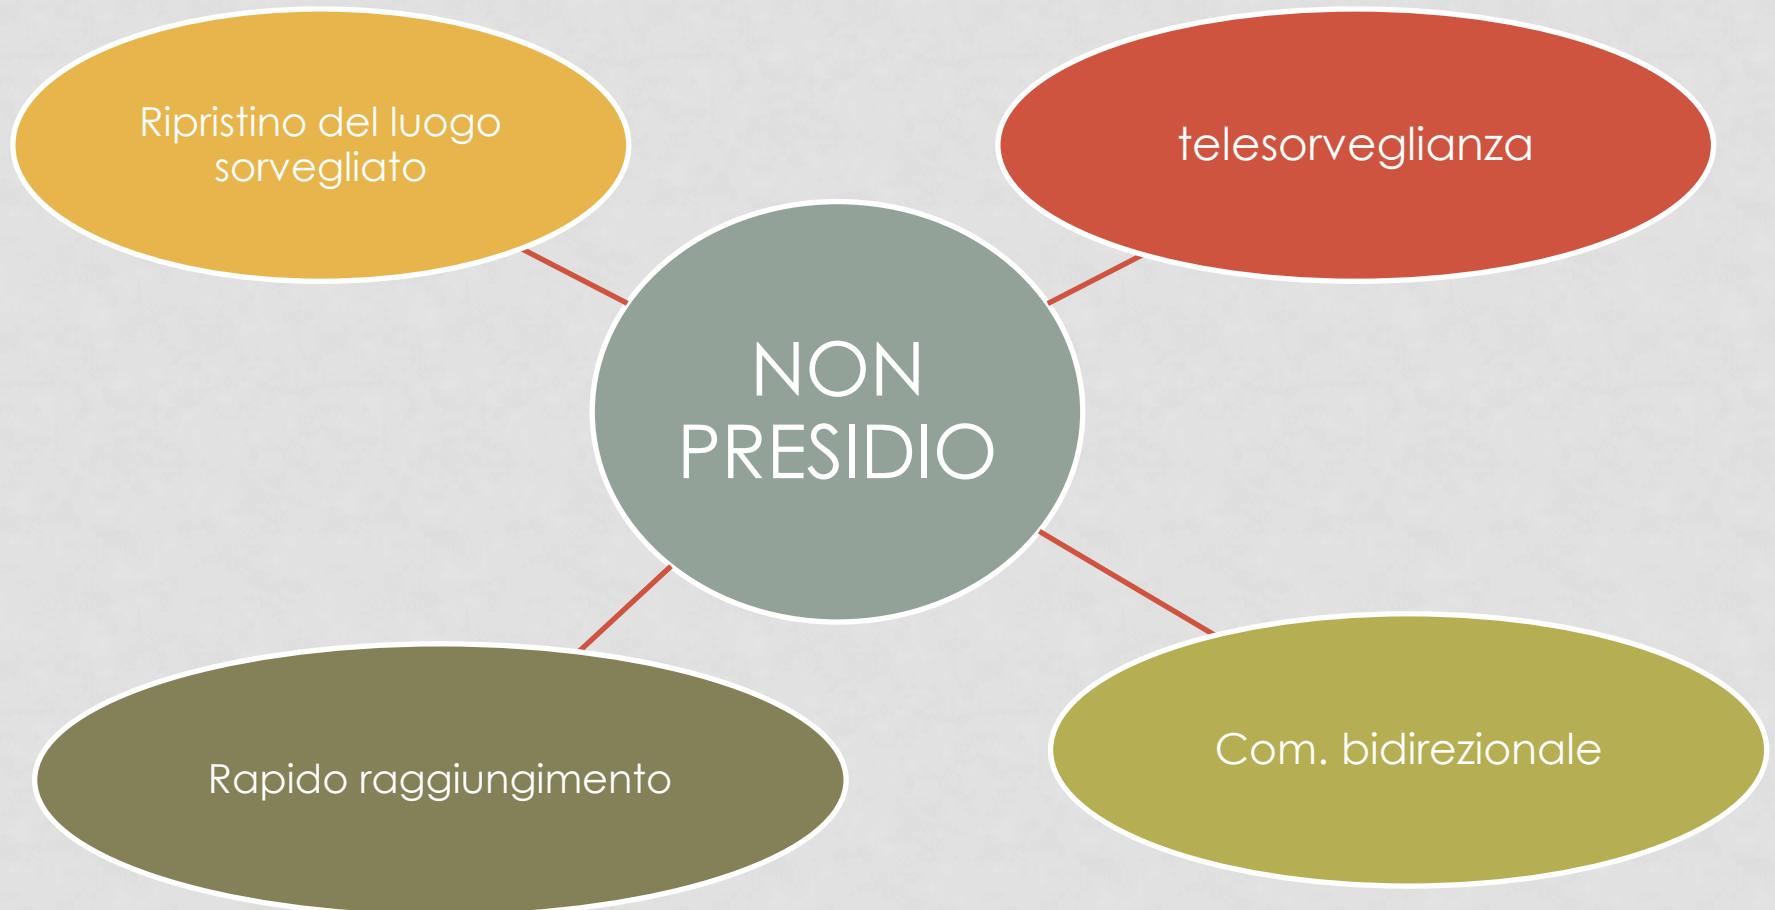 Ripristino del luogo
sorvegliato
telesorveglianza
NON
PRESIDIO
Rapido raggiungimento
Com. bidirezionale